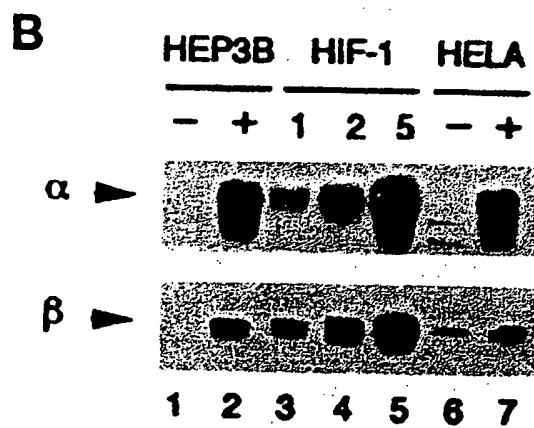 B
HEP3B HIF-1 HELA
− + 1 2 5 − +
α
β
1 2 3 4 5 6 7